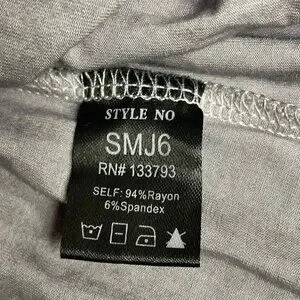 STYLE NO
SMJ6
RN# 133793
SELF: 94%Rayon
6%Spandex